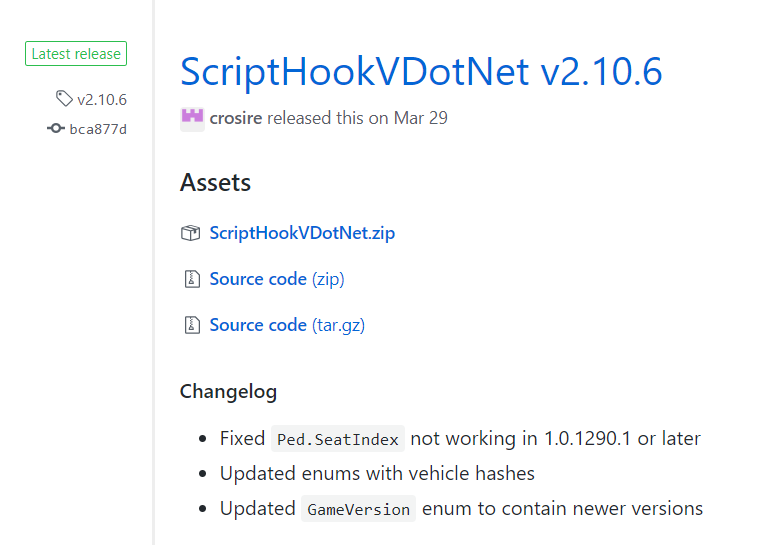 Latest release
v2.10.6
bca877d
ScriptHookVDotNet v2.10.6
crosire released this on Mar 29
Assets
ScriptHookVDotNet.zip
Source code (zip)
Source code (tar.gz)
Changelog
Fixed Ped.SeatIndex not working in 1.0.1290.1 or later
Updated enums with vehicle hashes
Updated GameVersion enum to contain newer versions